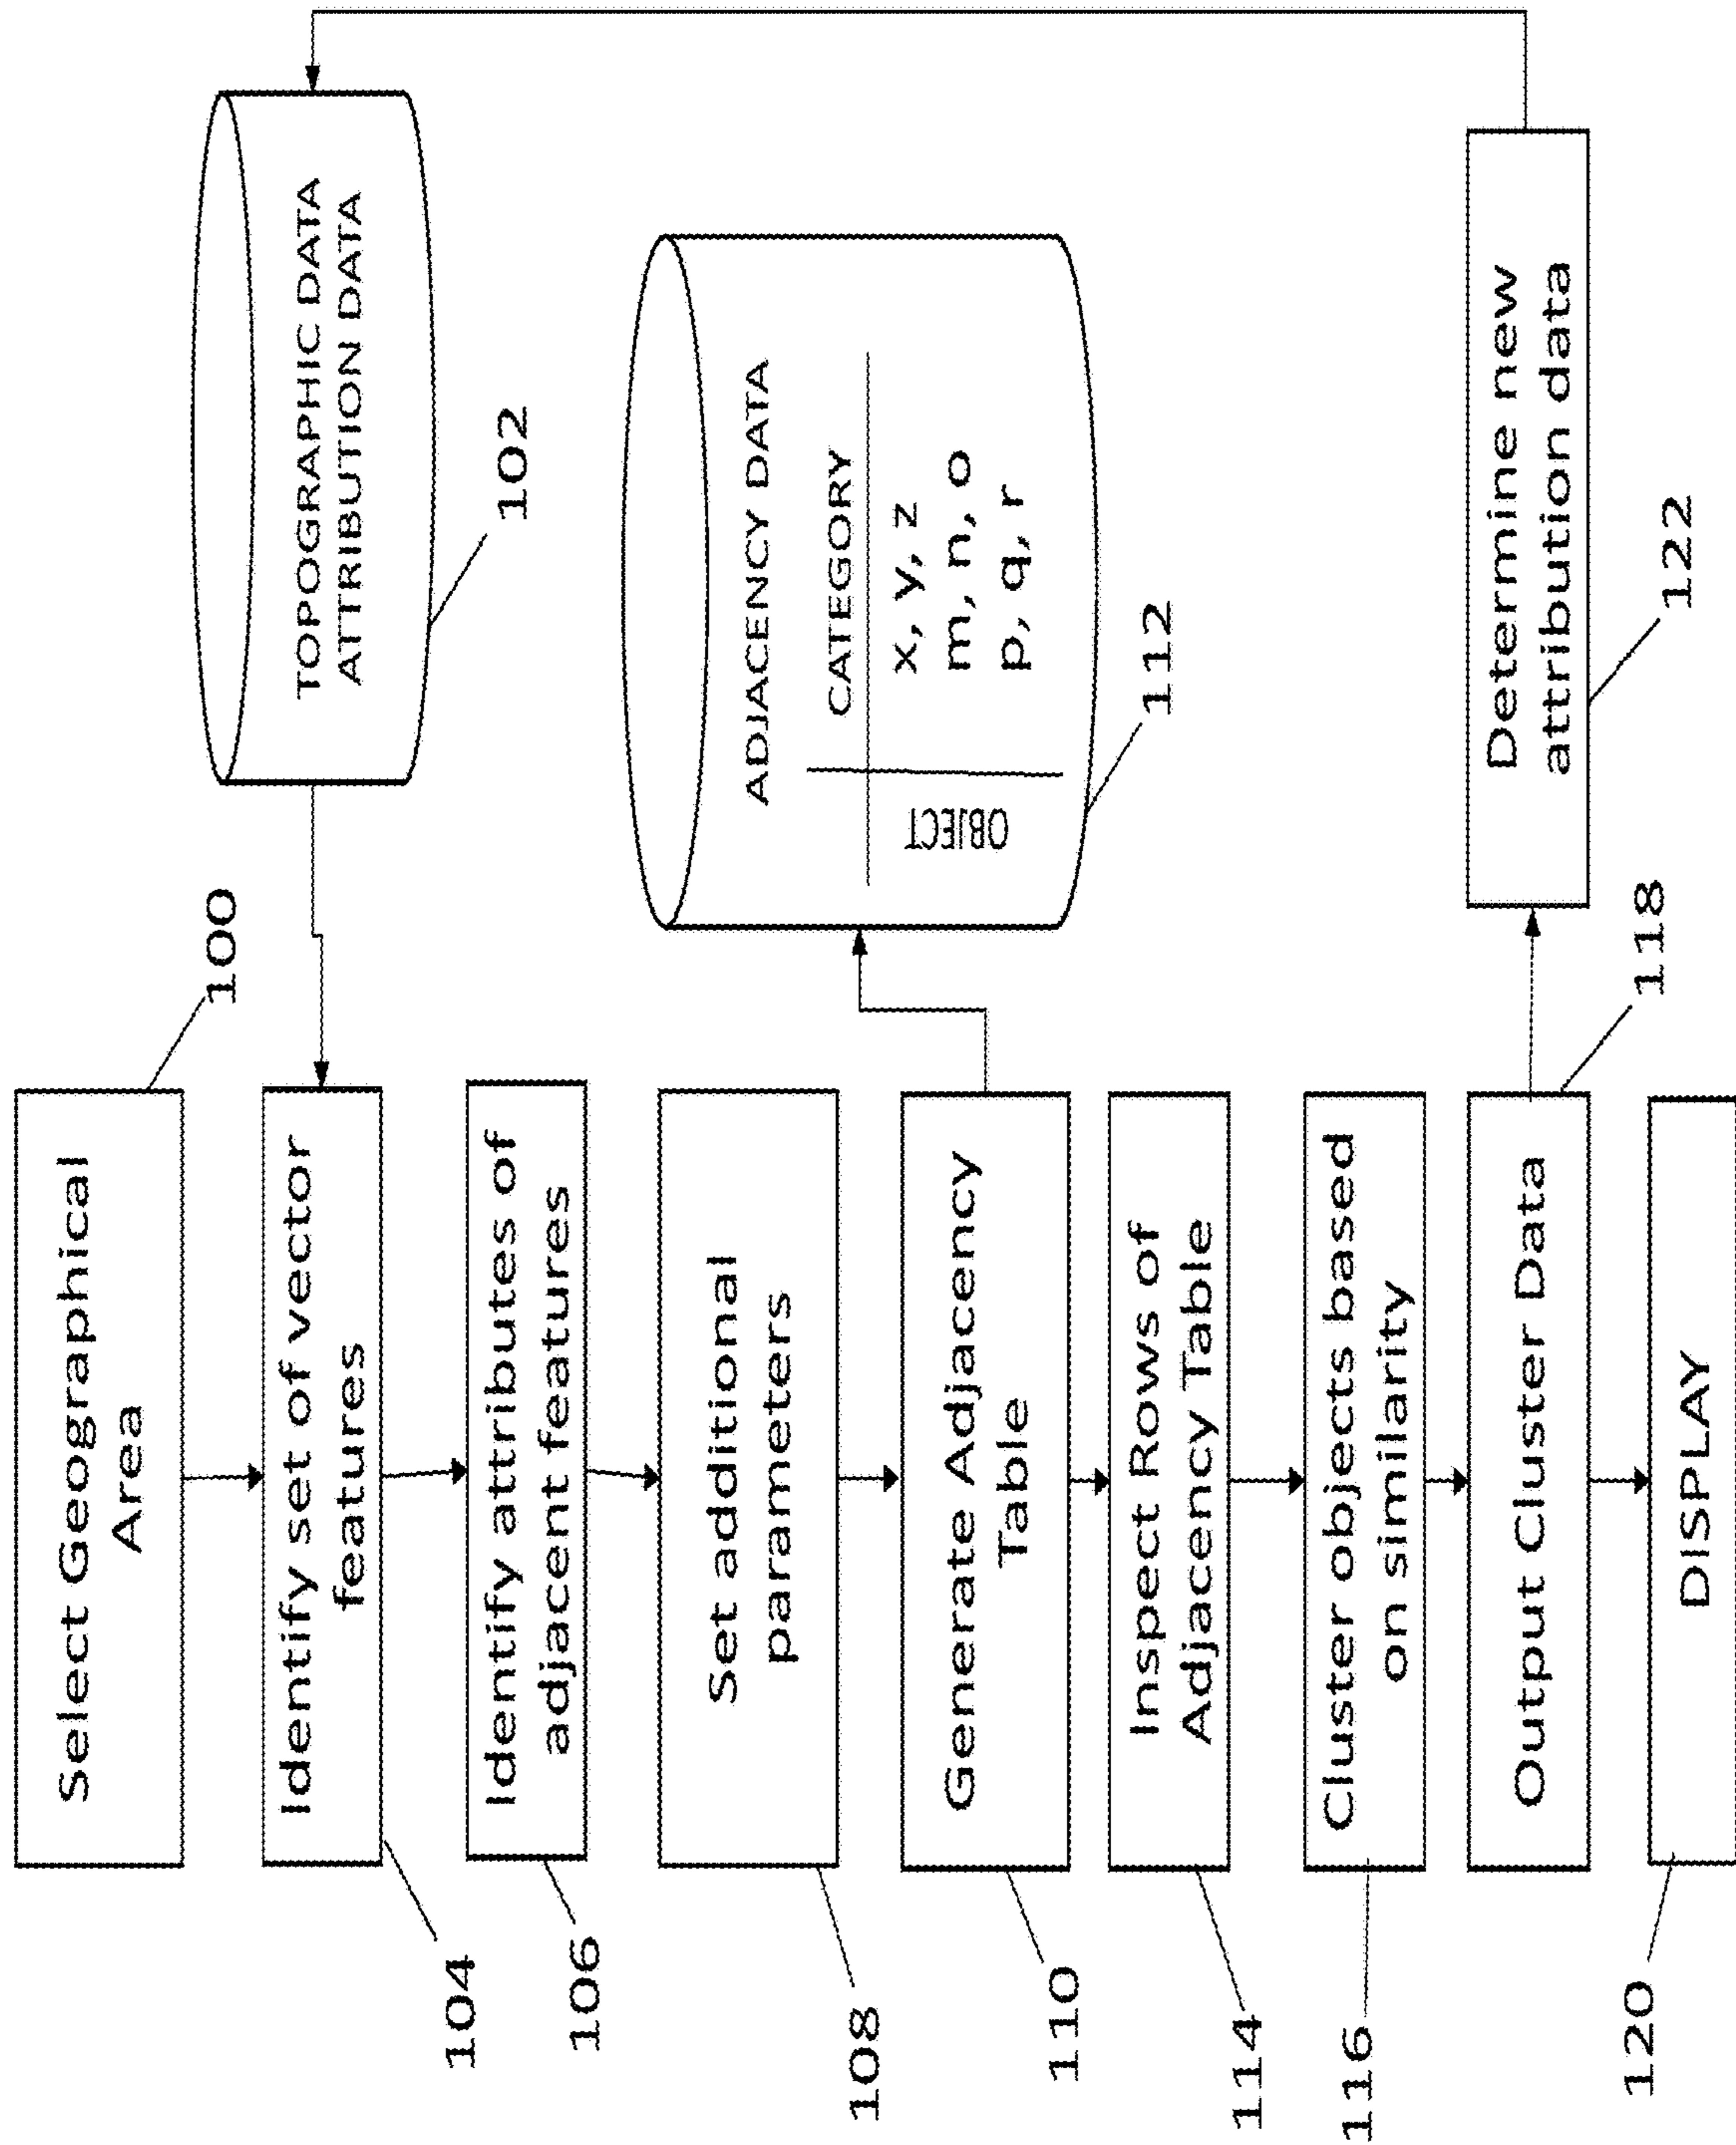 Select Geographical
Area
100
TOPOGRAPHIC DATA
ATTRIBUTION DATA
102
Identify set of vector
features
104
Identify attributes of
adjacent features
106
Set additional
parameters
108
Generate Adjacency
Table
110
ADJACENCY DATA
CATEGORY
OBJECT
x, y, z
m, n, o
p, q, r
112
Inspect Rows of
Adjacency Table
114
Cluster objects based
on similarity
116
Output Cluster Data
118
Determine new
attribution data
122
DISPLAY
120